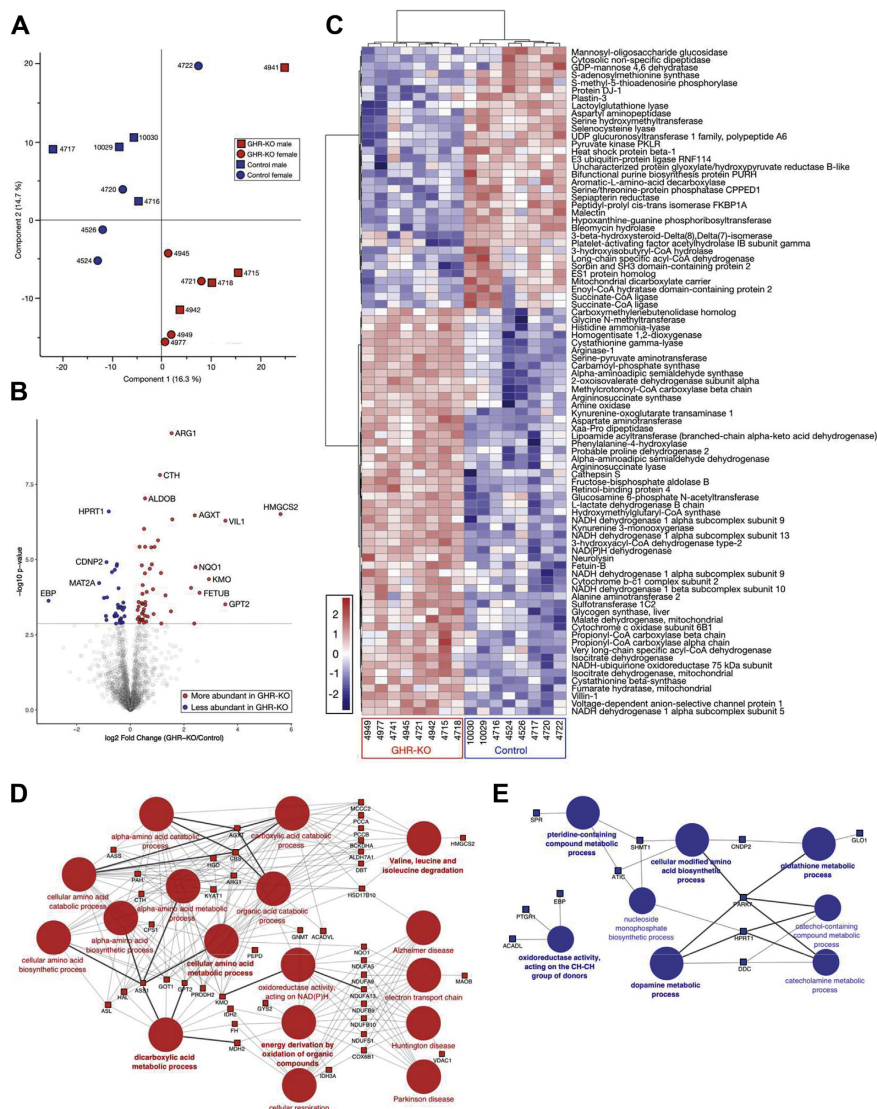 A
20
10
0
-10
-20
-10
0
10
20
Component 2 (14.7 %)
Component 1 (16.3 %)
4722
4941
10030
10029
4717
4720
4716
4526
4524
4945
4721
4715
4718
4942
4949
4977
GHR-KO male
GHR-KO female
Control male
Control female
B
ARG1
CTH
ALDOB
HPRT1
AGXT
HMGCS2
VIL1
CDNP2
NQO1
MAT2A
KMO
FETUB
EBP
GPT2
7.5
5.0
2.5
0.0
-log10 p-value
-4
-2
0
2
4
6
log2 Fold Change (GHR-KO/Control)
More abundant in GHR-KO
Less abundant in GHR-KO
C
Mannosyl-oligosaccharide glucosidase
Cytosolic non-specific dipeptidase
GDP-mannose 4,6 dehydratase
S-adenosylmethionine synthase
S-methyl-5-thioadenosine phosphorylase
Protein DJ-1
Plastin-3
Lactoylglutathione lyase
Aspartyl aminopeptidase
Serine hydroxymethyltransferase
Selenocysteine lyase
UDP glucuronosyltransferase 1 family, polypeptide A6
Pyruvate kinase PKLR
Heat shock protein beta-1
E3 ubiquitin-protein ligase RNF114
Uncharacterized protein glyoxylate/hydroxypyruvate reductase B-like
Bifunctional purine biosynthesis protein PURH
Aromatic-L-amino-acid decarboxylase
Serine/threonine-protein phosphatase CPPED1
Sepiapterin reductase
Peptidyl-prolyl cis-trans isomerase FKBP1A
Malectin
Hypoxanthine-guanine phosphoribosyltransferase
Bleomycin hydrolase
3-beta-hydroxysteroid-Delta(8),Delta(7)-isomerase
Platelet-activating factor acetylhydrolase IB subunit gamma
3-hydroxyisobutyryl-CoA hydrolase
Long-chain specific acyl-CoA dehydrogenase
Sorbin and SH3 domain-containing protein 2
ES1 protein homolog
Mitochondrial dicarboxylate carrier
Enoyl-CoA hydratase domain-containing protein 2
Succinate-CoA ligase
Succinate-CoA ligase
Carboxymethylenebutenolidase homolog
Glycine N-methyltransferase
Histidine ammonia-lyase
Homogentisate 1,2-dioxygenase
Cystathionine gamma-lyase
Arginase-1
Serine-pyruvate aminotransferase
Carbamoyl-phosphate synthase
Alpha-aminoadipic semialdehyde synthase
2-oxoisovalerate dehydrogenase subunit alpha
Methylcrotonoyl-CoA carboxylase beta chain
Argininosuccinate synthase
Amine oxidase
Kynurenine-oxoglutarate transaminase 1
Aspartate aminotransferase
Xaa-Pro dipeptidase
Lipoamide acyltransferase (branched-chain alpha-keto acid dehydrogenase)
Phenylalanine-4-hydroxylase
Probable proline dehydrogenase 2
Alpha-aminoadipic semialdehyde dehydrogenase
Argininosuccinate lyase
Cathepsin S
Fructose-bisphosphate aldolase B
Retinol-binding protein 4
Glucosamine 6-phosphate N-acetyltransferase
L-lactate dehydrogenase B chain
Hydroxymethylglutaryl-CoA synthase
NADH dehydrogenase 1 alpha subcomplex subunit 9
Kynurenine 3-monooxygenase
NADH dehydrogenase 1 alpha subcomplex subunit 13
3-hydroxyacyl-CoA dehydrogenase type-2
NAD(P)H dehydrogenase
Neurolysin
Fetuin-B
NADH dehydrogenase 1 alpha subcomplex subunit 9
Cytochrome b-c1 complex subunit 2
NADH dehydrogenase 1 beta subcomplex subunit 10
Alanine aminotransferase 2
Sulfotransferase 1C2
Glycogen synthase, liver
Malate dehydrogenase, mitochondrial
Cytochrome c oxidase subunit 6B1
Propionyl-CoA carboxylase beta chain
Propionyl-CoA carboxylase alpha chain
Very long-chain specific acyl-CoA dehydrogenase
Isocitrate dehydrogenase
NADH-ubiquinone oxidoreductase 75 kDa subunit
Isocitrate dehydrogenase, mitochondrial
Cystathionine beta-synthase
Fumarate hydratase, mitochondrial
Villin-1
Voltage-dependent anion-selective channel protein 1
NADH dehydrogenase 1 alpha subcomplex subunit 5
2
1
0
-1
-2
4949
4977
4741
4945
4721
4942
4715
4718
10030
10029
4716
4524
4526
4717
4720
4722
GHR-KO
Control
D
alpha-amino acid catabolic process
carboxylic acid catabolic process
Valine, leucine and isoleucine degradation
cellular amino acid catabolic process
alpha-amino acid metabolic process
organic acid catabolic process
alpha-amino acid biosynthetic process
cellular amino acid biosynthetic process
cellular amino acid metabolic process
oxidoreductase activity, acting on NAD(P)H
Alzheimer disease
electron transport chain
dicarboxylic acid metabolic process
energy derivation by oxidation of organic compounds
Huntington disease
cellular respiration
Parkinson disease
AGXT
AASS
HGD
CBS
PAH
CTH
KYAT1
ARG1
CPS1
MCCC2
PCCA
PCCB
BCKDHA
ALDH7A1
DBT
HMGCS2
HSD17B10
GNMT
ACADVL
PEPD
HAL
ASL
ASS1
GOT1
GPT2
PRODH2
KMO
IDH2
GYS2
FH
MDH2
IDH3A
NQO1
NDUFA5
NDUFA9
NDUFA13
NDUFB9
NDUFB10
NDUFS1
COX6B1
MAOB
VDAC1
E
pteridine-containing compound metabolic process
cellular modified amino acid biosynthetic process
glutathione metabolic process
nucleoside monophosphate biosynthetic process
catechol-containing compound metabolic process
oxidoreductase activity, acting on the CH-CH group of donors
dopamine metabolic process
catecholamine metabolic process
SPR
SHMT1
CNDP2
GLO1
ATIC
PARK7
EBP
PTGR1
ACADL
HPRT1
DDC